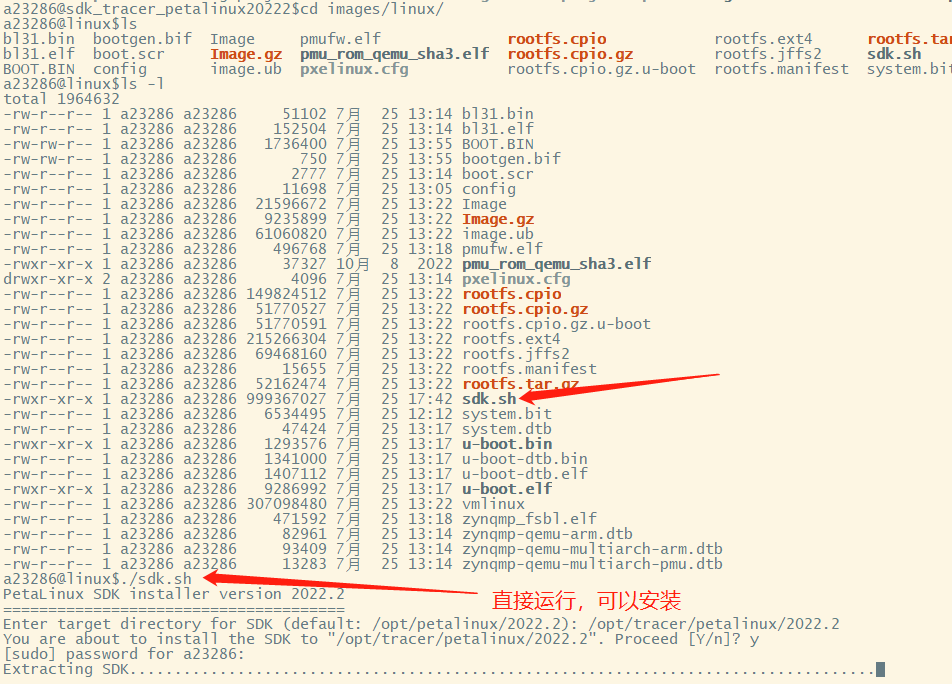 a23286@sdk_tracer_petalinux20222$cd images/linux/
a23286@linux$ls
bl31.bin  bootgen.bif  Image     pmufw.elf              rootfs.cpio            rootfs.ext4      rootfs.tar
bl31.elf  boot.scr     Image.gz  pmu_rom_qemu_sha3.elf  rootfs.cpio.gz         rootfs.jffs2     sdk.sh
BOOT.BIN  config       image.ub  pxelinux.cfg           rootfs.cpio.gz.u-boot  rootfs.manifest  system.bit
a23286@linux$ls -l
total 1964632
-rw-r--r-- 1 a23286 a23286     51102 7月  25 13:14 bl31.bin
-rw-r--r-- 1 a23286 a23286    152504 7月  25 13:14 bl31.elf
-rw-rw-r-- 1 a23286 a23286   1736400 7月  25 13:55 BOOT.BIN
-rw-rw-r-- 1 a23286 a23286       750 7月  25 13:55 bootgen.bif
-rw-r--r-- 1 a23286 a23286      2777 7月  25 13:14 boot.scr
-rw-r--r-- 1 a23286 a23286     11698 7月  25 13:05 config
-rw-r--r-- 1 a23286 a23286  21596672 7月  25 13:22 Image
-rw-r--r-- 1 a23286 a23286   9235899 7月  25 13:22 Image.gz
-rw-r--r-- 1 a23286 a23286  61060820 7月  25 13:22 image.ub
-rw-r--r-- 1 a23286 a23286    496768 7月  25 13:18 pmufw.elf
-rwxr-xr-x 1 a23286 a23286     37327 10月  8  2022 pmu_rom_qemu_sha3.elf
drwxr-xr-x 2 a23286 a23286      4096 7月  25 13:14 pxelinux.cfg
-rw-r--r-- 1 a23286 a23286 149824512 7月  25 13:22 rootfs.cpio
-rw-r--r-- 1 a23286 a23286  51770527 7月  25 13:22 rootfs.cpio.gz
-rw-r--r-- 1 a23286 a23286  51770591 7月  25 13:22 rootfs.cpio.gz.u-boot
-rw-r--r-- 1 a23286 a23286 215266304 7月  25 13:22 rootfs.ext4
-rw-r--r-- 1 a23286 a23286  69468160 7月  25 13:22 rootfs.jffs2
-rw-r--r-- 1 a23286 a23286     15655 7月  25 13:22 rootfs.manifest
-rw-r--r-- 1 a23286 a23286  52162474 7月  25 13:22 rootfs.tar.gz
-rwxr-xr-x 1 a23286 a23286 999367027 7月  25 17:42 sdk.sh
-rw-r--r-- 1 a23286 a23286   6534495 7月  25 12:12 system.bit
-rw-r--r-- 1 a23286 a23286     47424 7月  25 13:17 system.dtb
-rwxr-xr-x 1 a23286 a23286   1293576 7月  25 13:17 u-boot.bin
-rw-r--r-- 1 a23286 a23286   1341000 7月  25 13:17 u-boot-dtb.bin
-rw-r--r-- 1 a23286 a23286   1407112 7月  25 13:17 u-boot-dtb.elf
-rwxr-xr-x 1 a23286 a23286   9286992 7月  25 13:17 u-boot.elf
-rw-r--r-- 1 a23286 a23286 307098480 7月  25 13:22 vmlinux
-rw-r--r-- 1 a23286 a23286    471592 7月  25 13:18 zynqmp_fsbl.elf
-rw-r--r-- 1 a23286 a23286     82961 7月  25 13:14 zynqmp-qemu-arm.dtb
-rw-r--r-- 1 a23286 a23286     93409 7月  25 13:14 zynqmp-qemu-multiarch-arm.dtb
-rw-r--r-- 1 a23286 a23286     13283 7月  25 13:14 zynqmp-qemu-multiarch-pmu.dtb
a23286@linux$./sdk.sh
PetaLinux SDK installer version 2022.2
======================================
直接运行，可以安装
Enter target directory for SDK (default: /opt/petalinux/2022.2): /opt/tracer/petalinux/2022.2
You are about to install the SDK to "/opt/tracer/petalinux/2022.2". Proceed [Y/n]? y
[sudo] password for a23286:
Extracting SDK...................................................................................